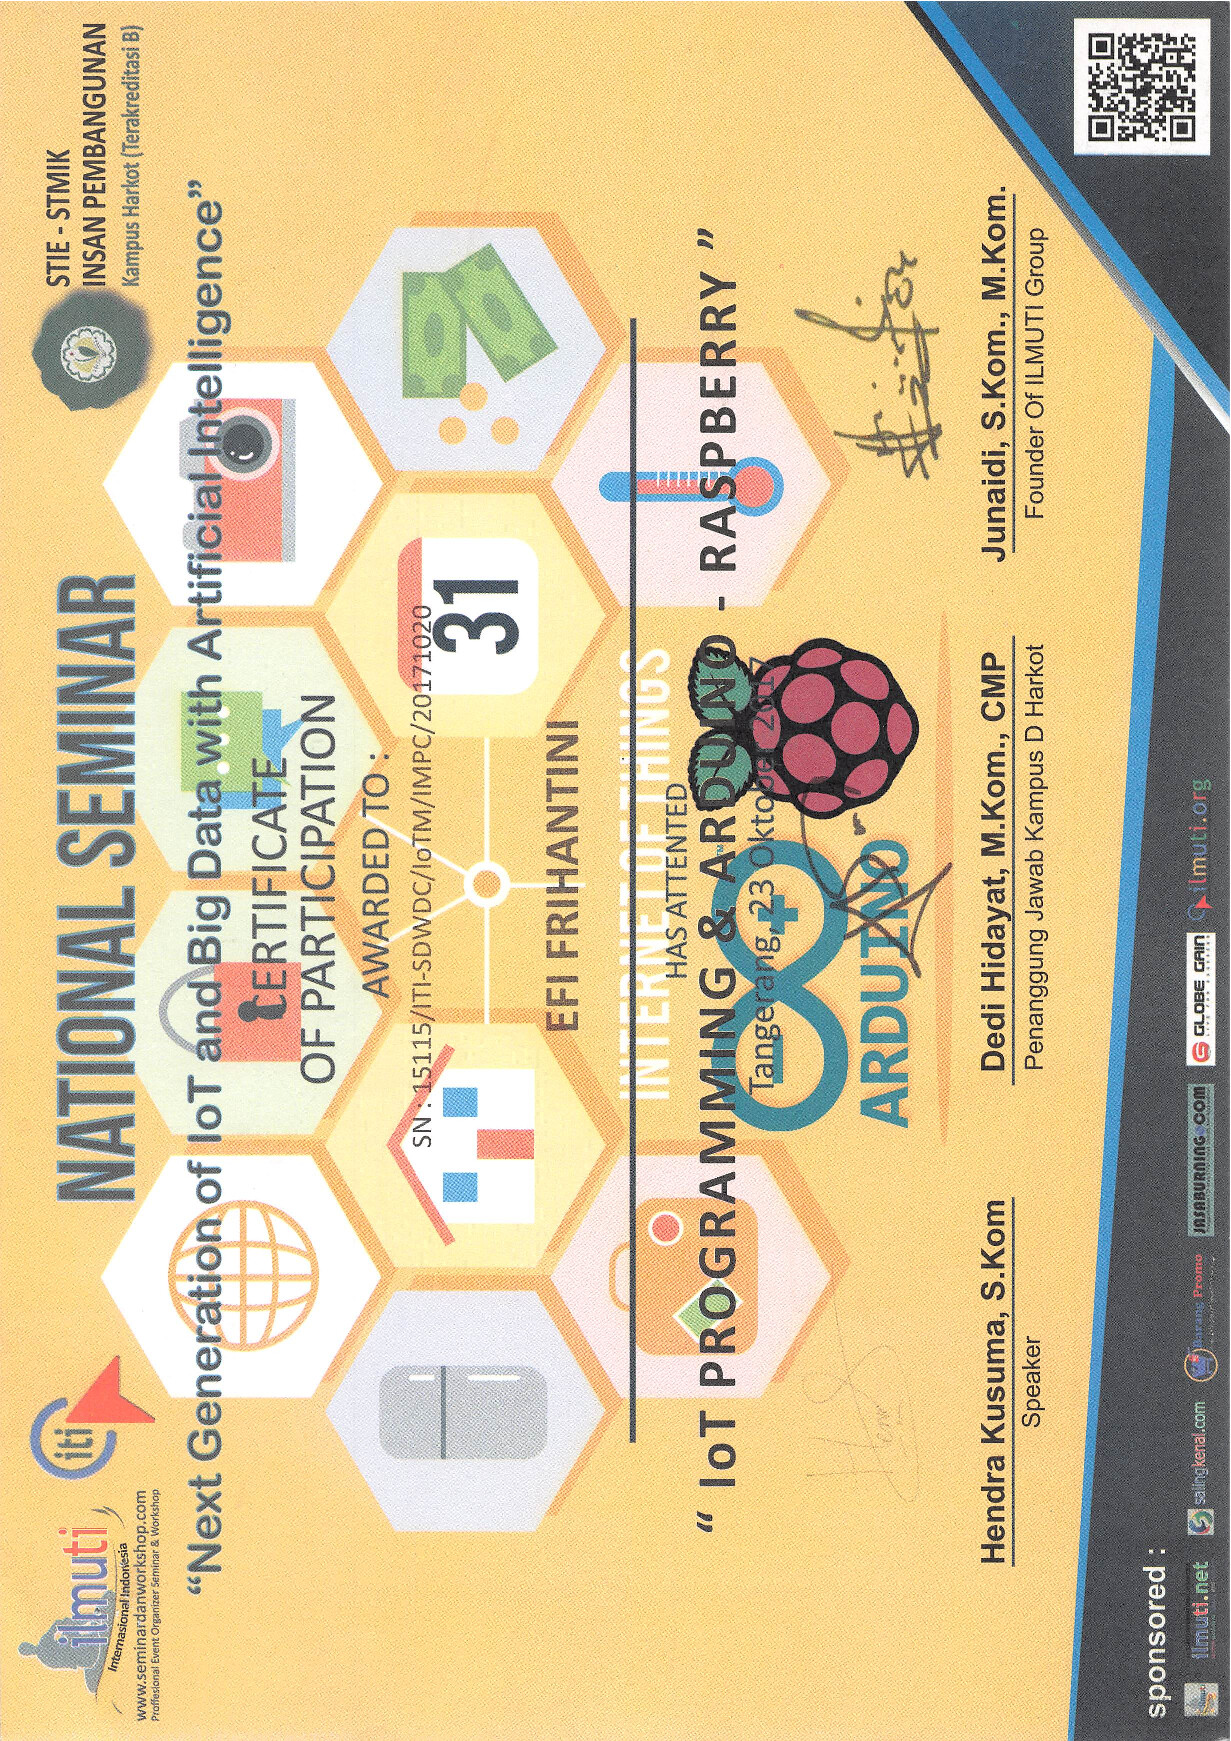 ilmuti
Internasional Indonesia
www.seminardanworkshop.com
Proffesional Event Organizer Seminar & Workshop
iti
NATIONAL SEMINAR
STIE - STMIK
INSAN PEMBANGUNAN
Kampus Harkot (Terakreditasi B)
“Next Generation of IoT and Big Data with Artificial Intelligence”
CERTIFICATE
OF PARTICIPATION
AWARDED TO :
SN : 15115/ITI-SDWDC/IoTM/IMPC/20171020
31
EFI FRIHANTINI
INTERNET OF THINGS
HAS ATTENTED
“ IoT PROGRAMMING & ARDUINO - RASPBERRY ”
Tangerang, 23 Oktober 2017
ARDUINO
Hendra Kusuma, S.Kom
Speaker
Dedi Hidayat, M.Kom., CMP
Penanggung Jawab Kampus D Harkot
Junaidi, S.Kom., M.Kom.
Founder Of ILMUTI Group
sponsored :
ilmuti.net
salingkenal.com
Barang Promo
JASABURNING COM
GLOBE GAIN
ilmuti.org